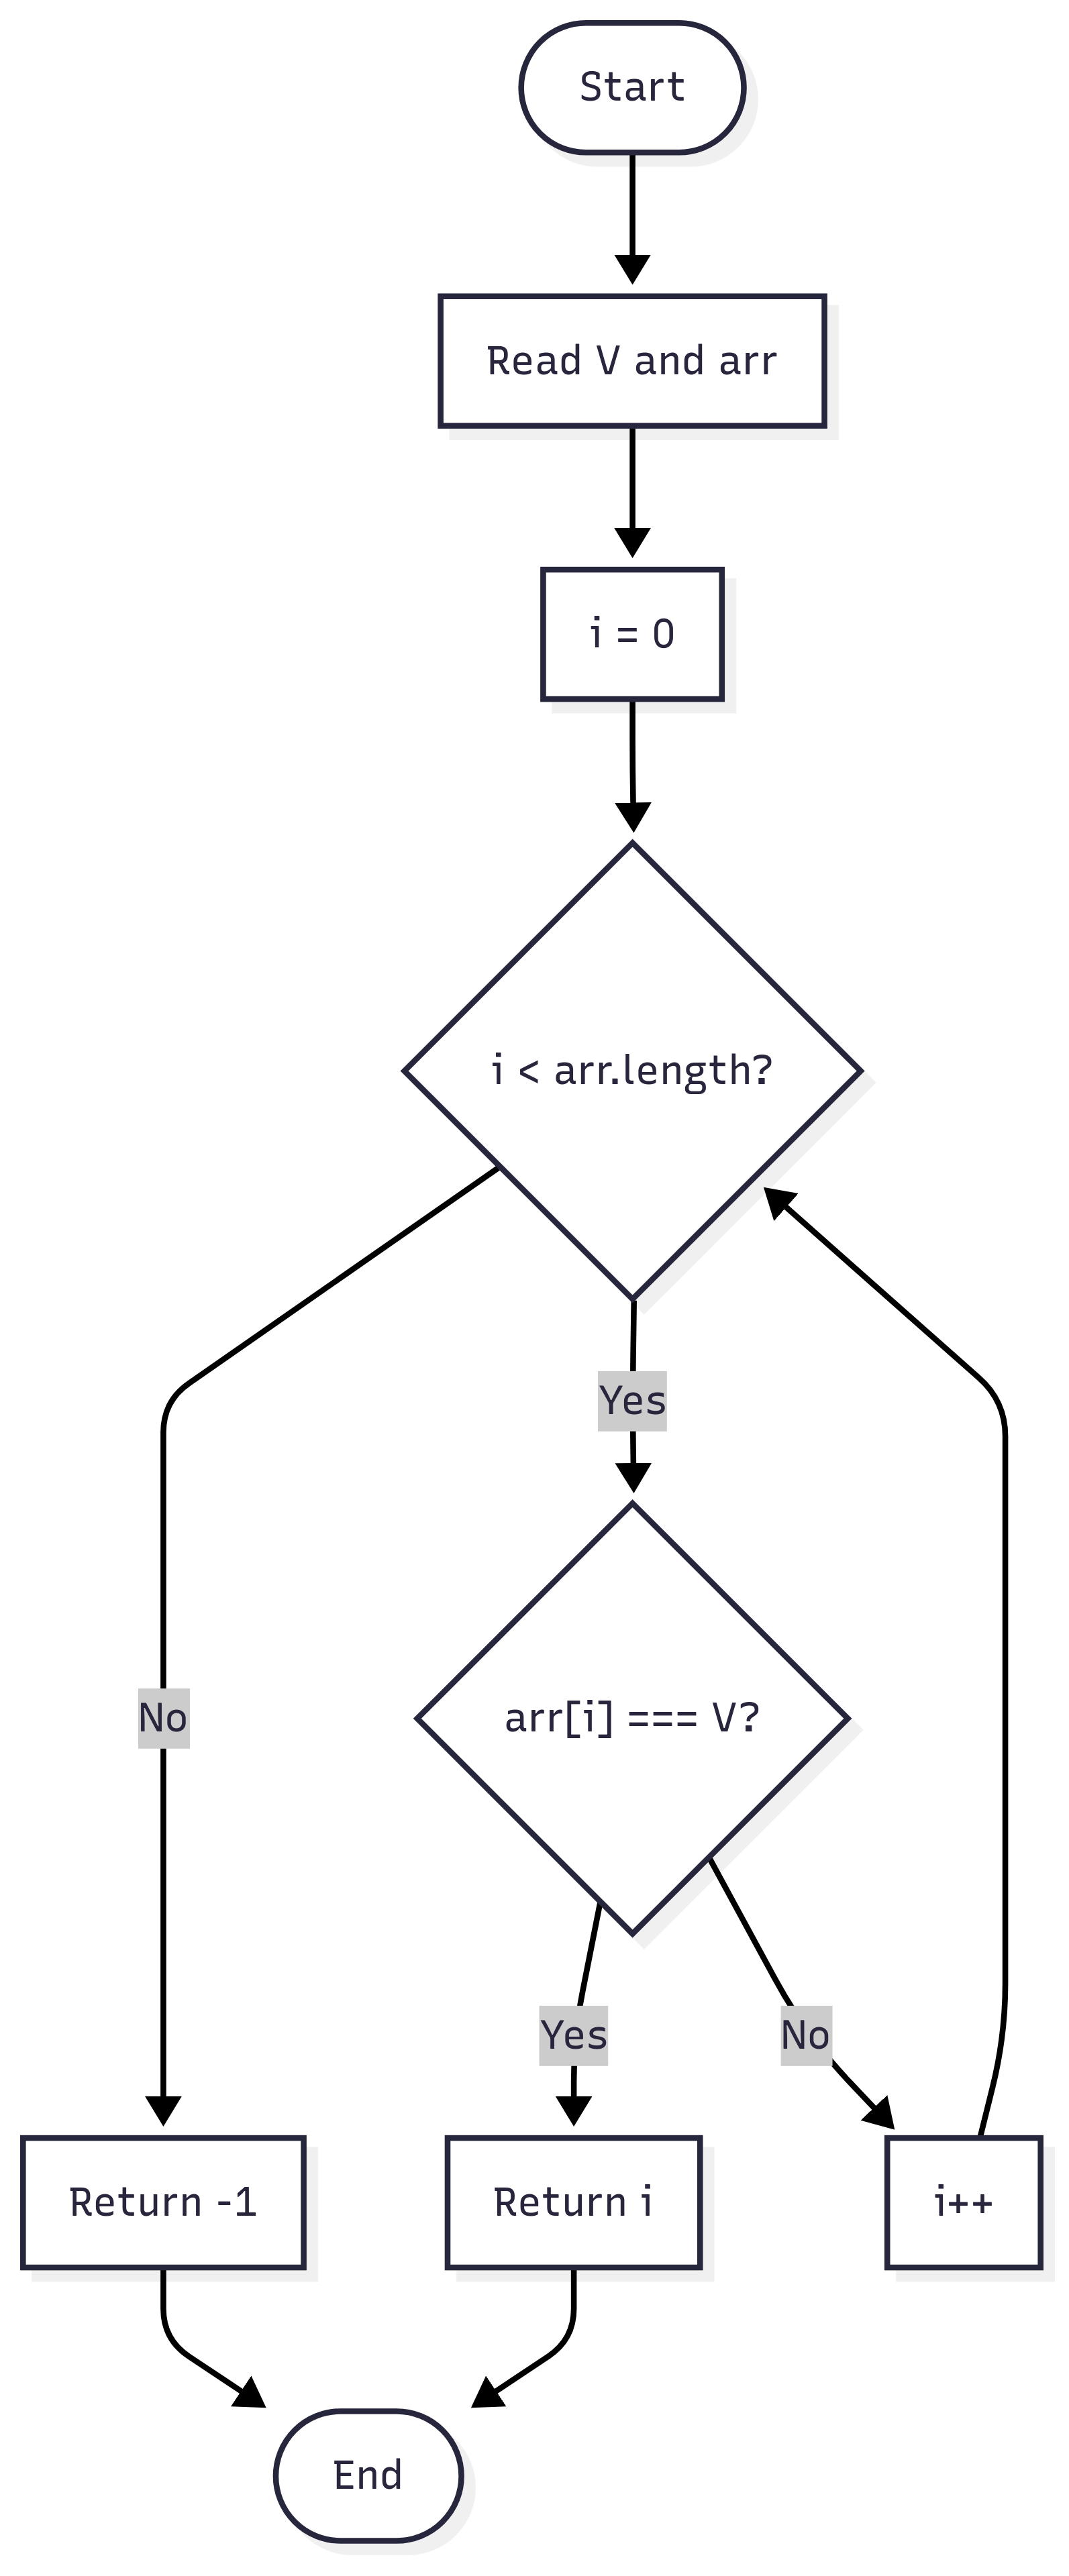 Start
Read V and arr
i = 0
i < arr.length?
Yes
No
arr[i] === V?
Yes
No
Return -1
Return i
i++
End